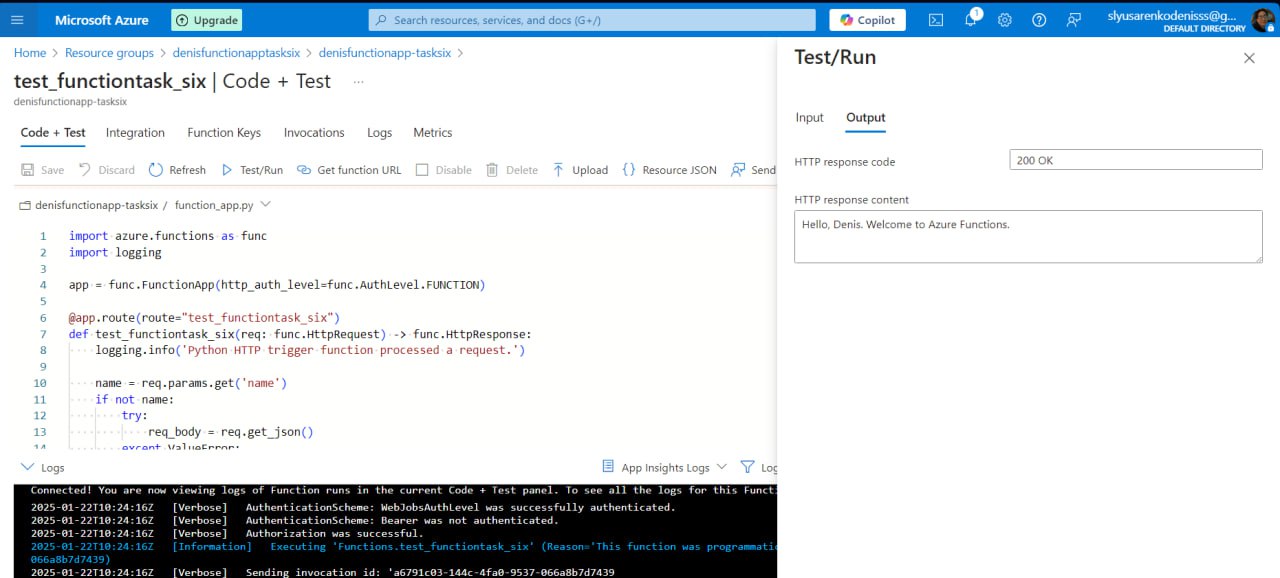 Microsoft Azure
Upgrade
Search resources, services, and docs (G+/)
Copilot
1
slyusarenkodenisss@g...
DEFAULT DIRECTORY
Home > Resource groups > denisfunctionapptasksix > denisfunctionapp-tasksix >
test_functiontask_six | Code + Test ...
denisfunctionapp-tasksix
Code + Test Integration Function Keys Invocations Logs Metrics
Save Discard Refresh Test/Run Get function URL Disable Delete Upload Resource JSON Send
denisfunctionapp-tasksix / function_app.py
1 import azure.functions as func
2 import logging
3
4 app = func.FunctionApp(http_auth_level=func.AuthLevel.FUNCTION)
5
6 @app.route(route="test_functiontask_six")
7 def test_functiontask_six(req: func.HttpRequest) -> func.HttpResponse:
8 logging.info('Python HTTP trigger function processed a request.')
9
10 name = req.params.get('name')
11 if not name:
12 try:
13 req_body = req.get_json()
14 except ValueError:
Logs
App Insights Logs
Log
Connected! You are now viewing logs of Function runs in the current Code + Test panel. To see all the logs for this Functi
2025-01-22T10:24:16Z [Verbose] AuthenticationScheme: WebJobsAuthLevel was successfully authenticated.
2025-01-22T10:24:16Z [Verbose] AuthenticationScheme: Bearer was not authenticated.
2025-01-22T10:24:16Z [Verbose] Authorization was successful.
2025-01-22T10:24:16Z [Information] Executing 'Functions.test_functiontask_six' (Reason='This function was programmatic
066a8b7d7439)
2025-01-22T10:24:16Z [Verbose] Sending invocation id: 'a6791c03-144c-4fa0-9537-066a8b7d7439
Test/Run
Input Output
HTTP response code
200 OK
HTTP response content
Hello, Denis. Welcome to Azure Functions.